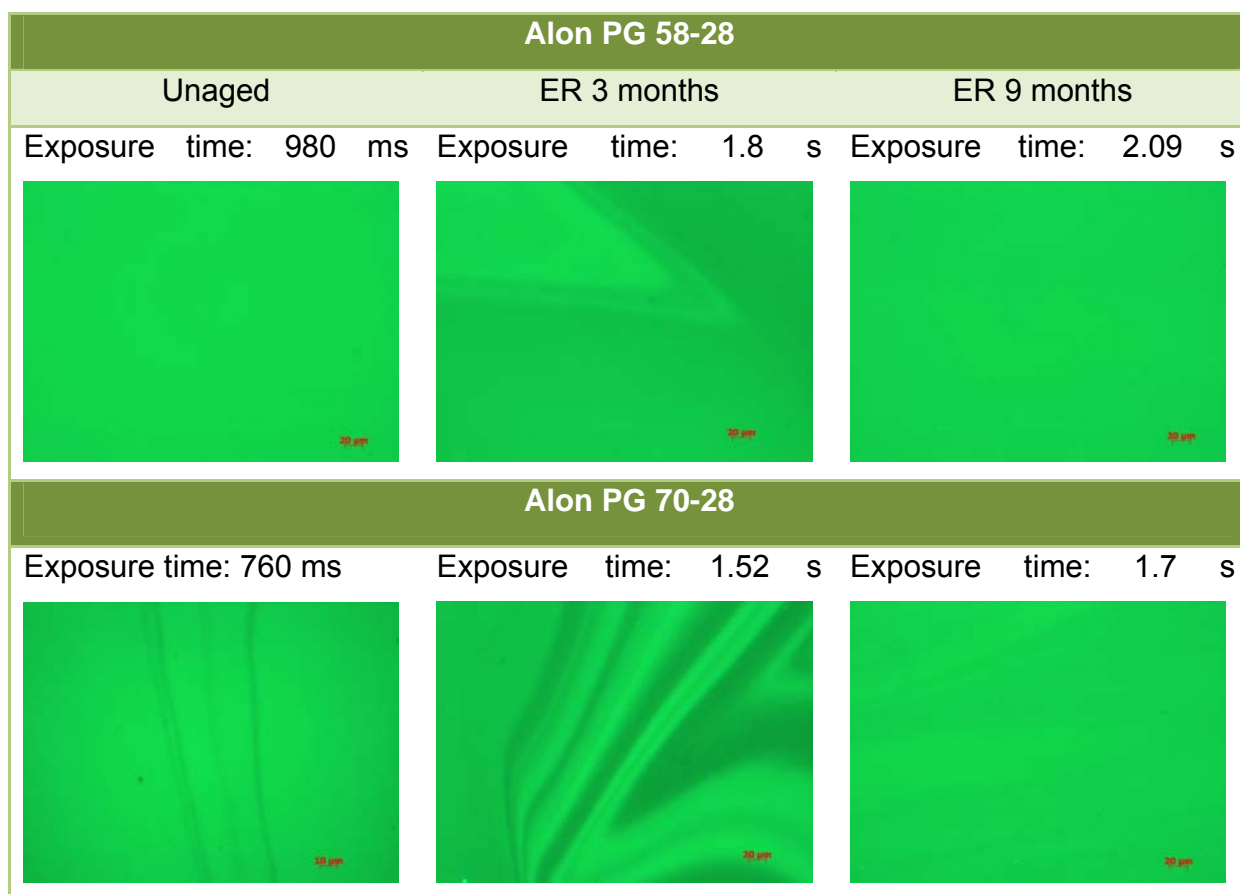 Alon PG 58-28
Unaged ER 3 months ER 9 months
Exposure time: 980 ms Exposure time: 1.8 s Exposure time: 2.09 s
20 µm 20 µm 20 µm
Alon PG 70-28
Exposure time: 760 ms Exposure time: 1.52 s Exposure time: 1.7 s
10 µm 20 µm 20 µm